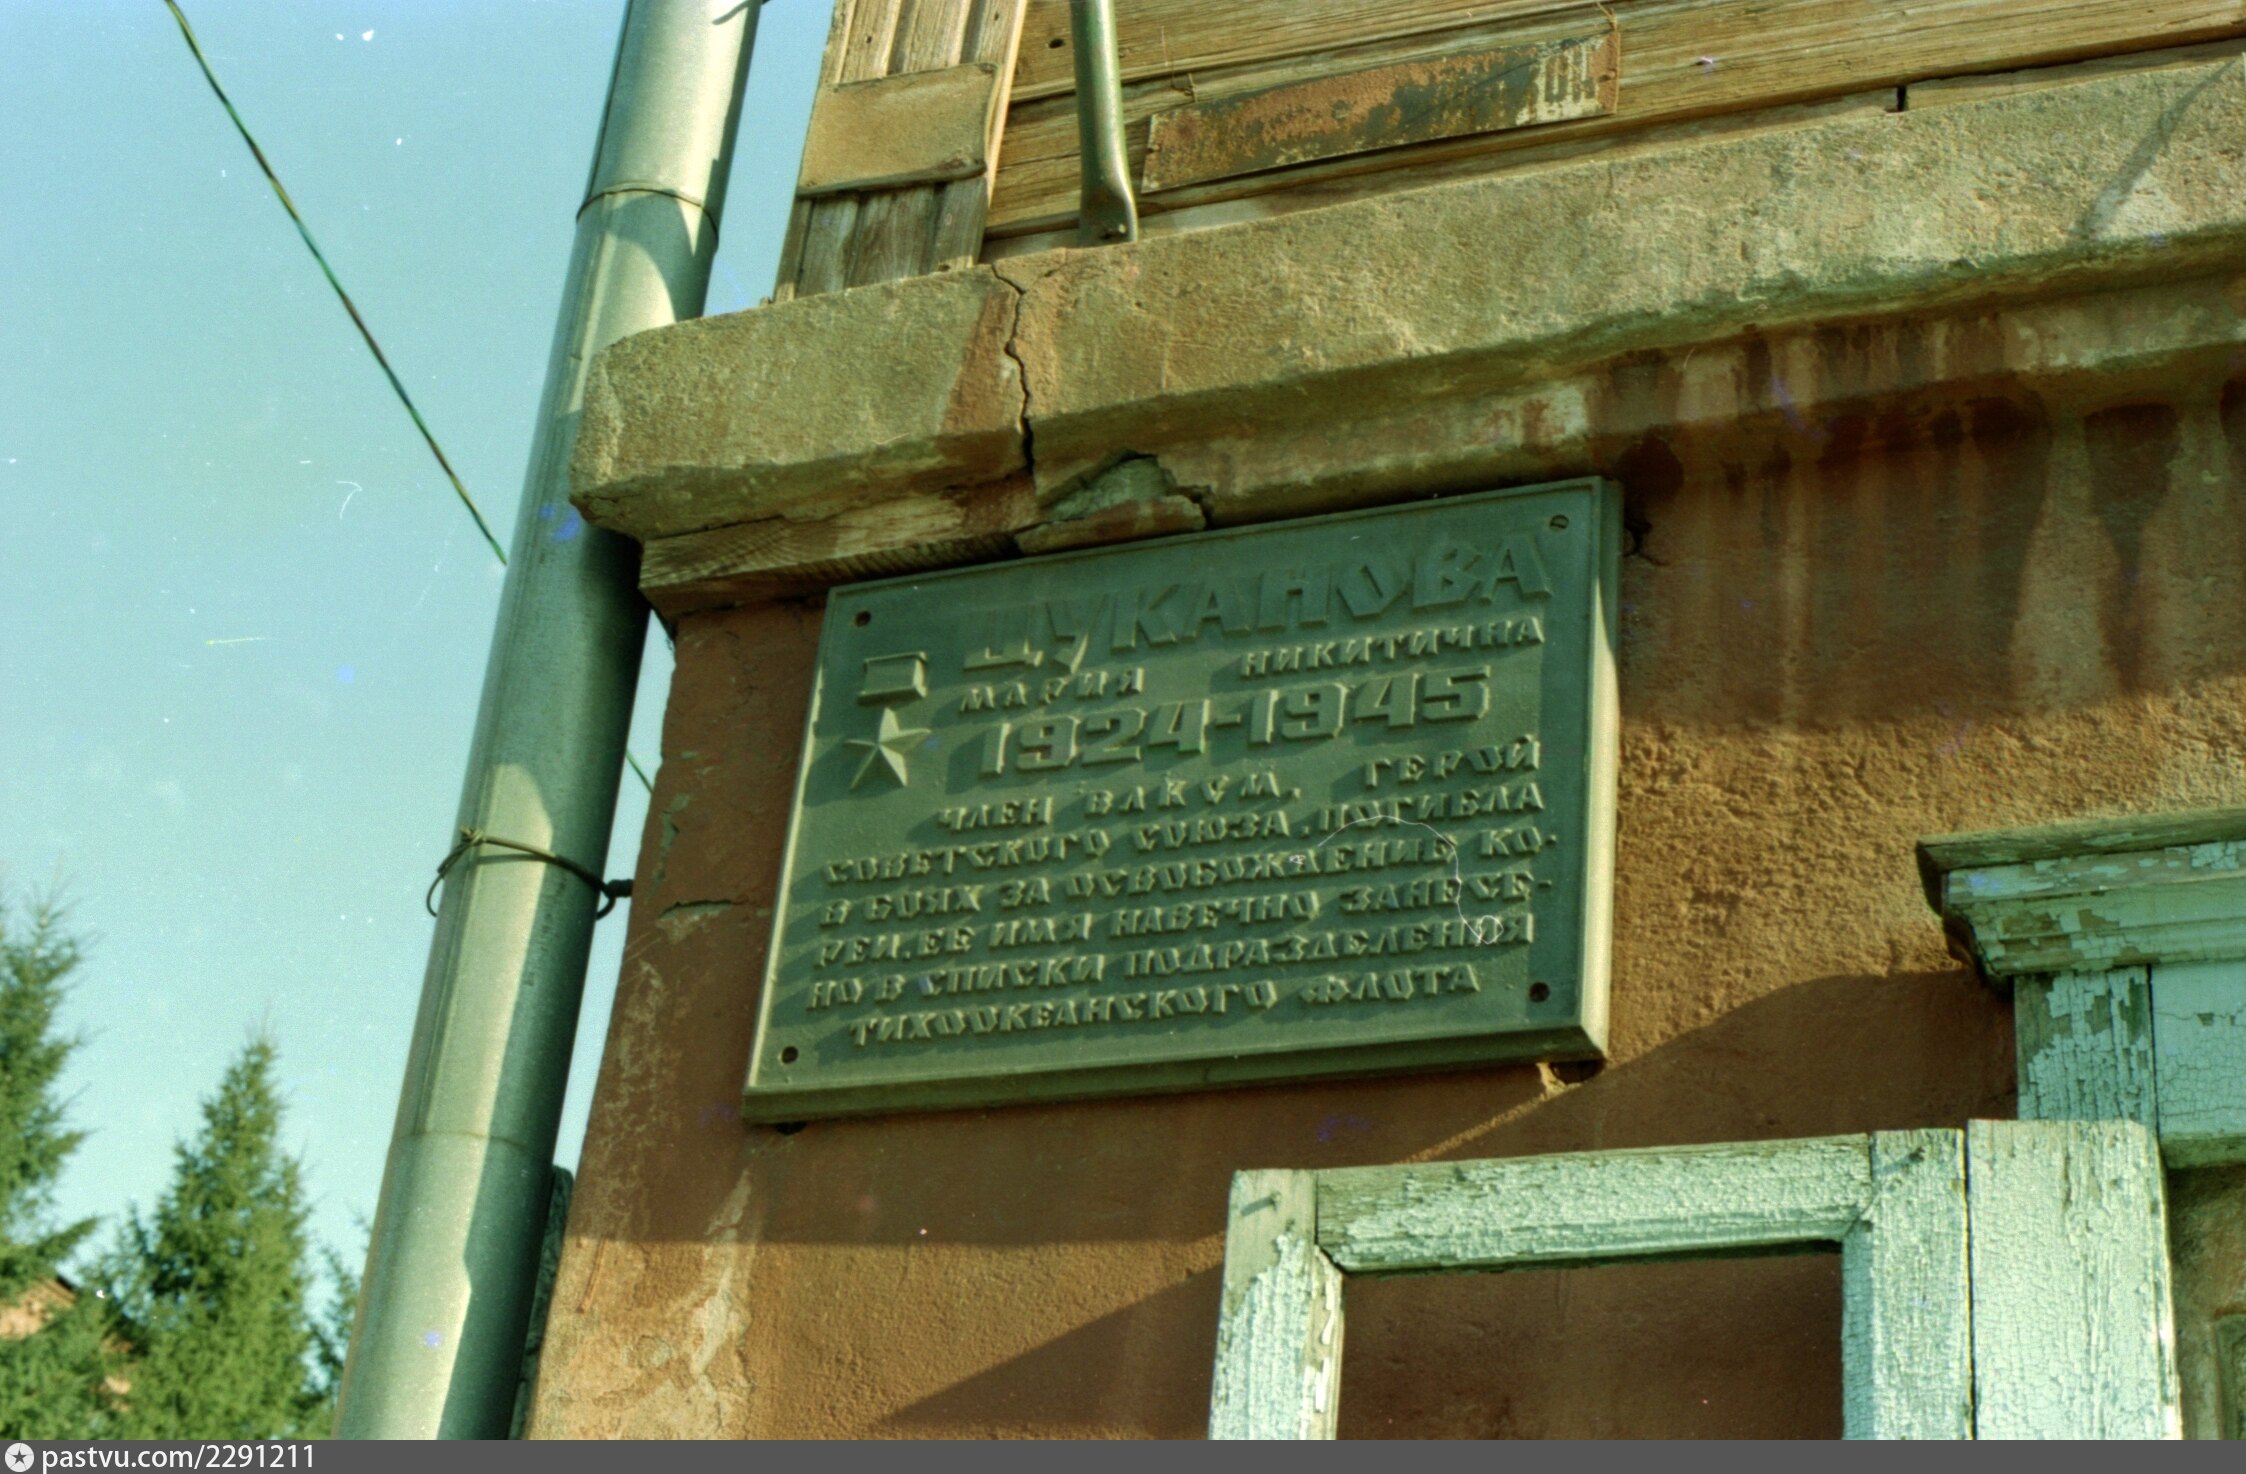 ЦУКАНОВА
МАРИЯ НИКИТИЧНА
1924-1945
ЧЛЕН ВЛКСМ, ГЕРОЙ
СОВЕТСКОГО СОЮЗА, ПОГИБЛА
В БОЯХ ЗА ОСВОБОЖДЕНИЕ КО-
РЕИ. ЕЕ ИМЯ НАВЕЧНО ЗАНЕСЕ-
НО В СПИСКИ ПОДРАЗДЕЛЕНИЯ
ТИХООКЕАНСКОГО ФЛОТА
pastvu.com/2291211